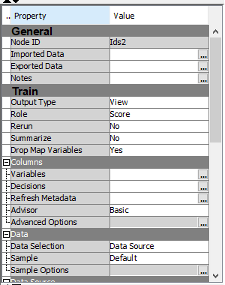 .. Property Value
General
Node ID Ids2
Imported Data ...
Exported Data ...
Notes ...
Train
Output Type View
Role Score
Rerun No
Summarize No
Drop Map Variables Yes
Columns
Variables ...
Decisions ...
Refresh Metadata ...
Advisor Basic
Advanced Options ...
Data
Data Selection Data Source
Sample Default
Sample Options ...
Data Source